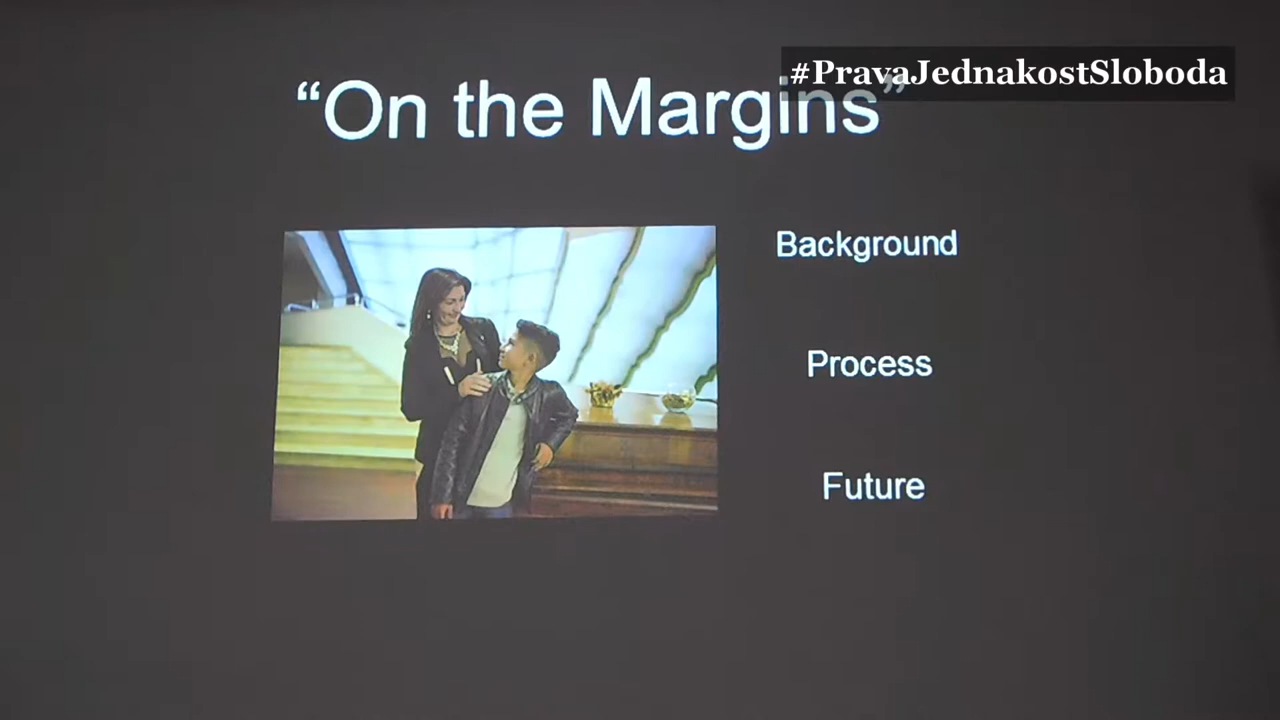 #PravaJednakostSloboda
“On the Margins”
Background
Process
Future